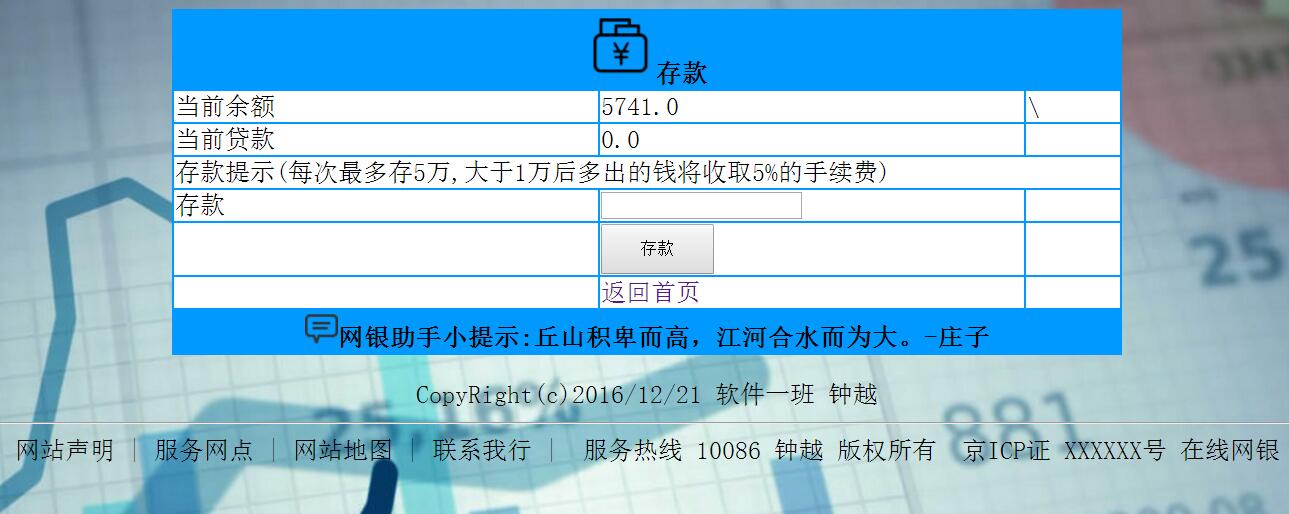 ¥
存款
当前余额 5741.0 \
当前贷款 0.0
存款提示(每次最多存5万,大于1万后多出的钱将收取5%的手续费)
存款
存款
返回首页
网银助手小提示:丘山积卑而高，江河合水而为大。-庄子
CopyRight(c)2016/12/21 软件一班 钟越
网站声明 | 服务网点 | 网站地图 | 联系我行 | 服务热线 10086 钟越 版权所有 京ICP证 XXXXXX号 在线网银
25
25
16%
881